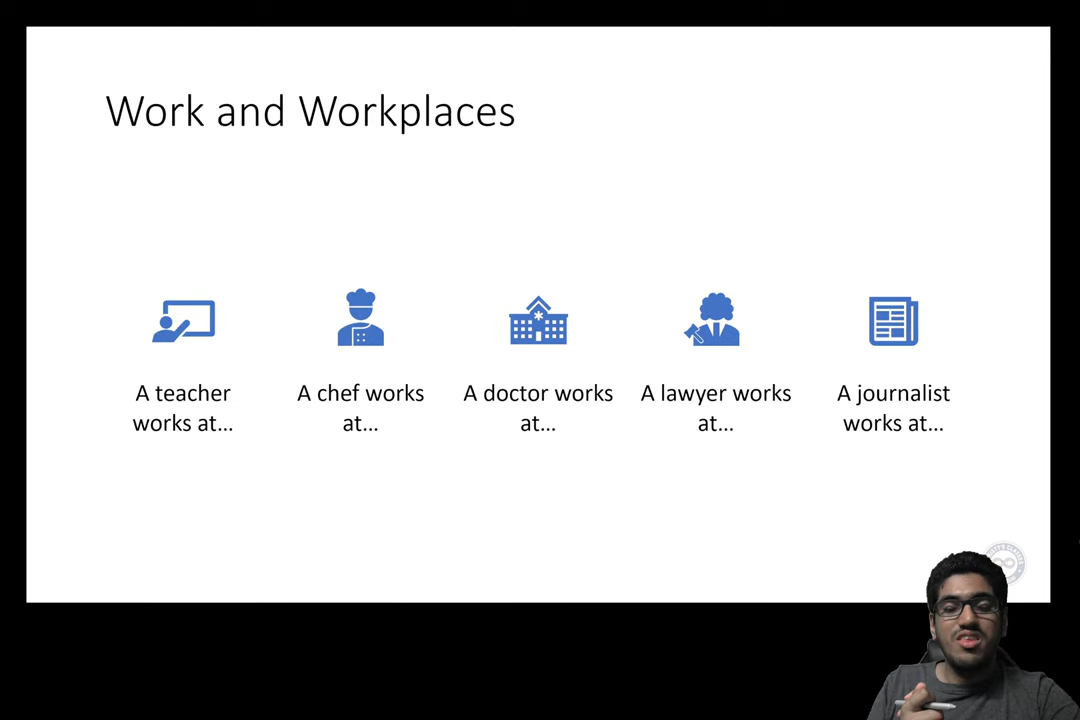 Work and Workplaces
A teacher
works at...
A chef works
at...
A doctor works
at...
A lawyer works
at...
A journalist
works at...